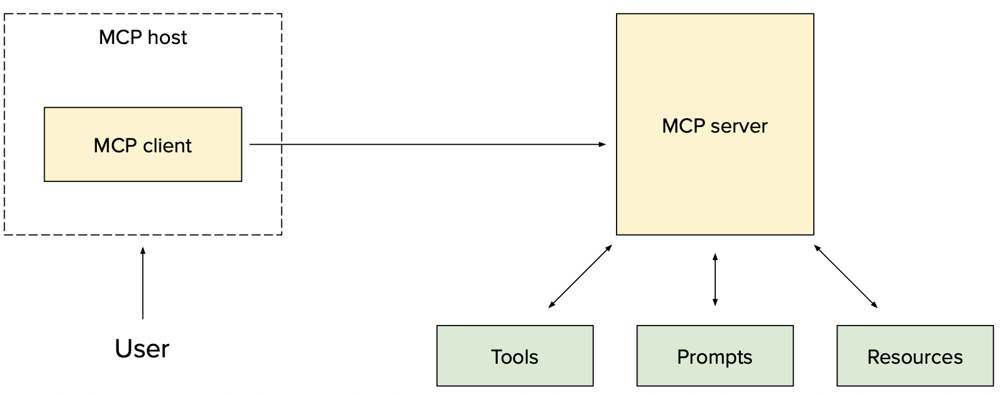 MCP host
MCP client
MCP server
User
Tools
Prompts
Resources